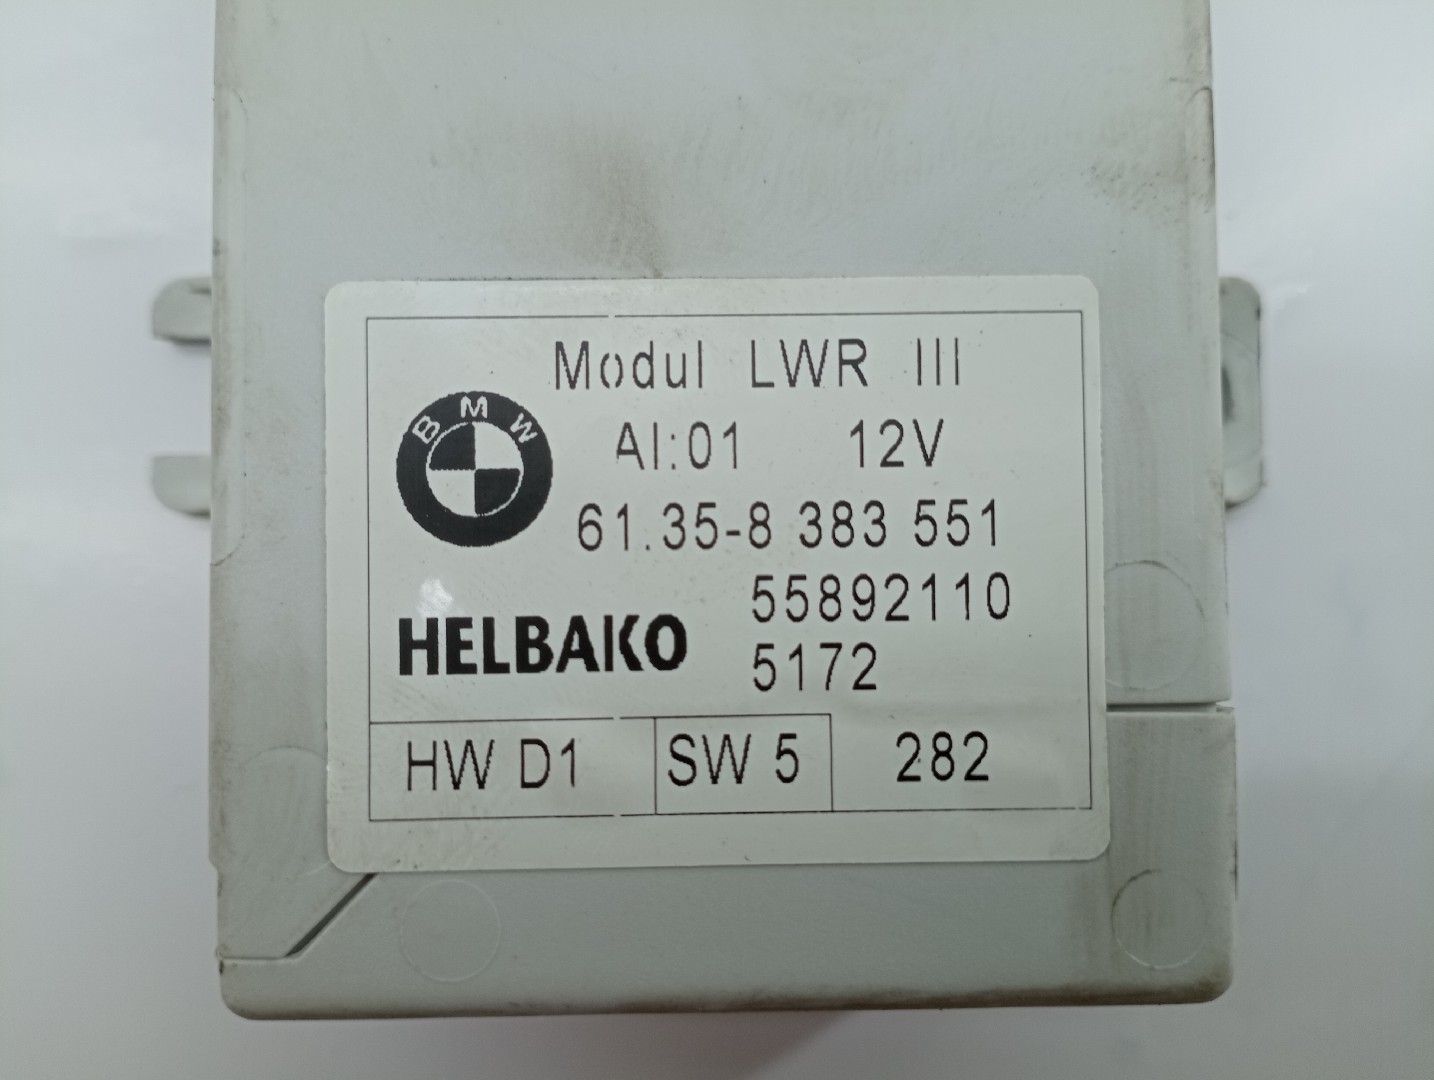 Modul LWR III
BMW
AI:01 12V
61.35-8 383 551
55892110
HELBAKO
5172
HW D1 SW 5 282